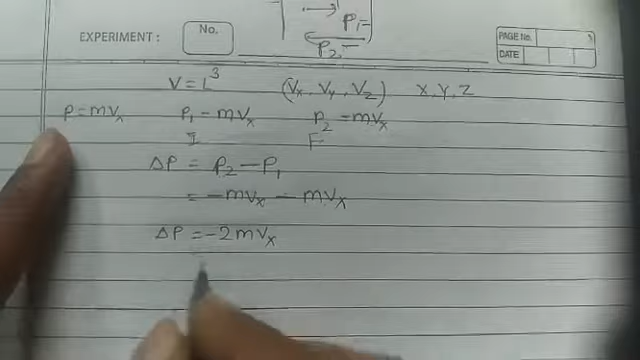 P₁-
EXPERIMENT : No. PAGE No.
P₂ -
DATE
V = L³ (Vx, Vy, Vz) X, Y, Z
P = mVx P₁ - mVx P₂ = mVx
I F
ΔP = P₂ - P₁
= -mVx - mVx
ΔP = -2mVx